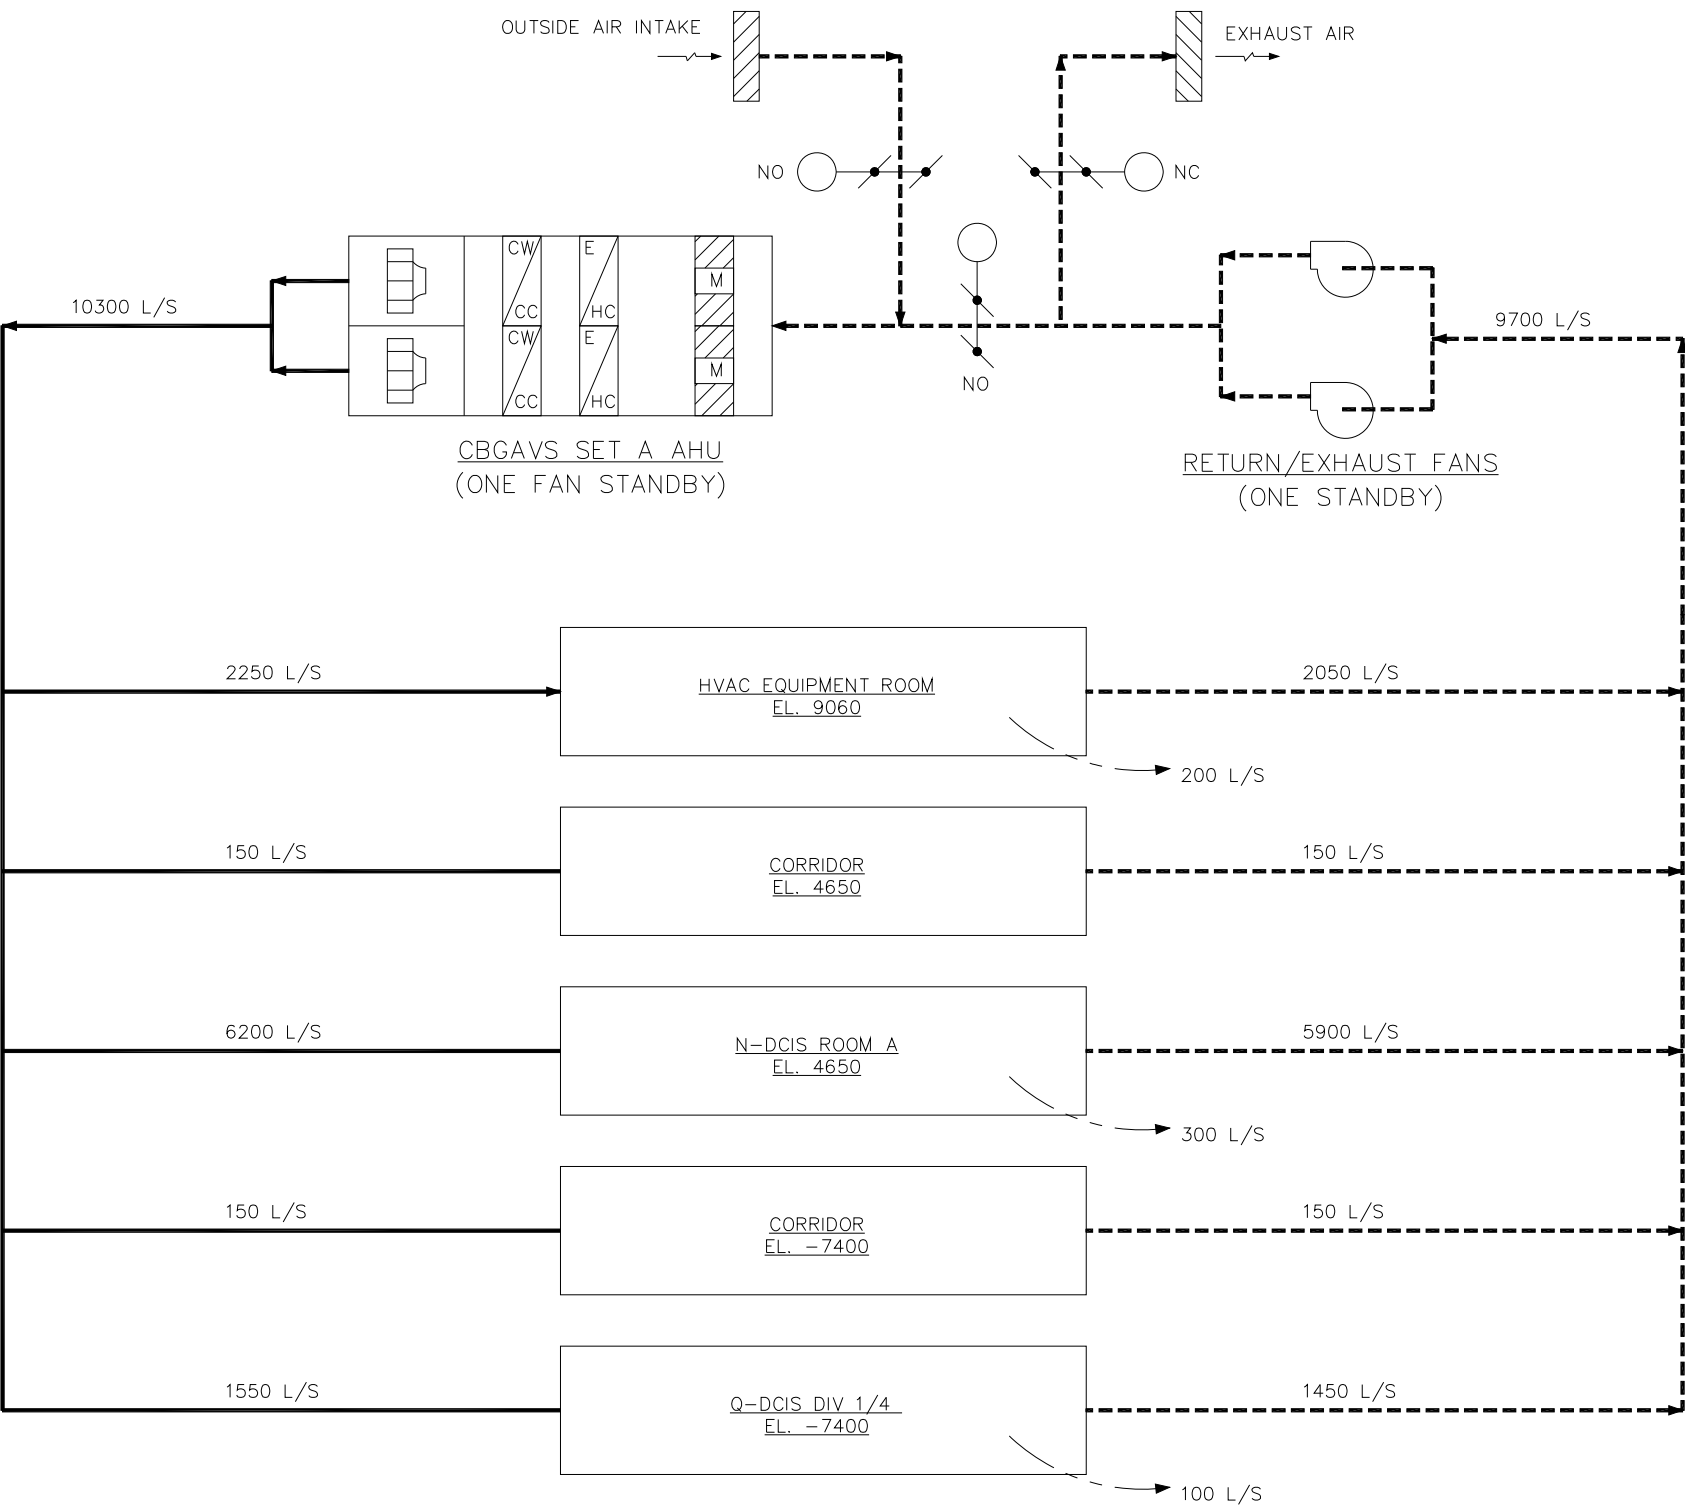 OUTSIDE AIR INTAKE
EXHAUST AIR
NO
NC
CW
CC
E
HC
M
CW
CC
E
HC
M
10300 L/S
9700 L/S
NO
CBGAVS SET A AHU
(ONE FAN STANDBY)
RETURN/EXHAUST FANS
(ONE STANDBY)
2250 L/S
HVAC EQUIPMENT ROOM
EL. 9060
2050 L/S
200 L/S
150 L/S
CORRIDOR
EL. 4650
150 L/S
6200 L/S
N-DCIS ROOM A
EL. 4650
5900 L/S
300 L/S
150 L/S
CORRIDOR
EL. -7400
150 L/S
1550 L/S
Q-DCIS DIV 1/4
EL. -7400
1450 L/S
100 L/S